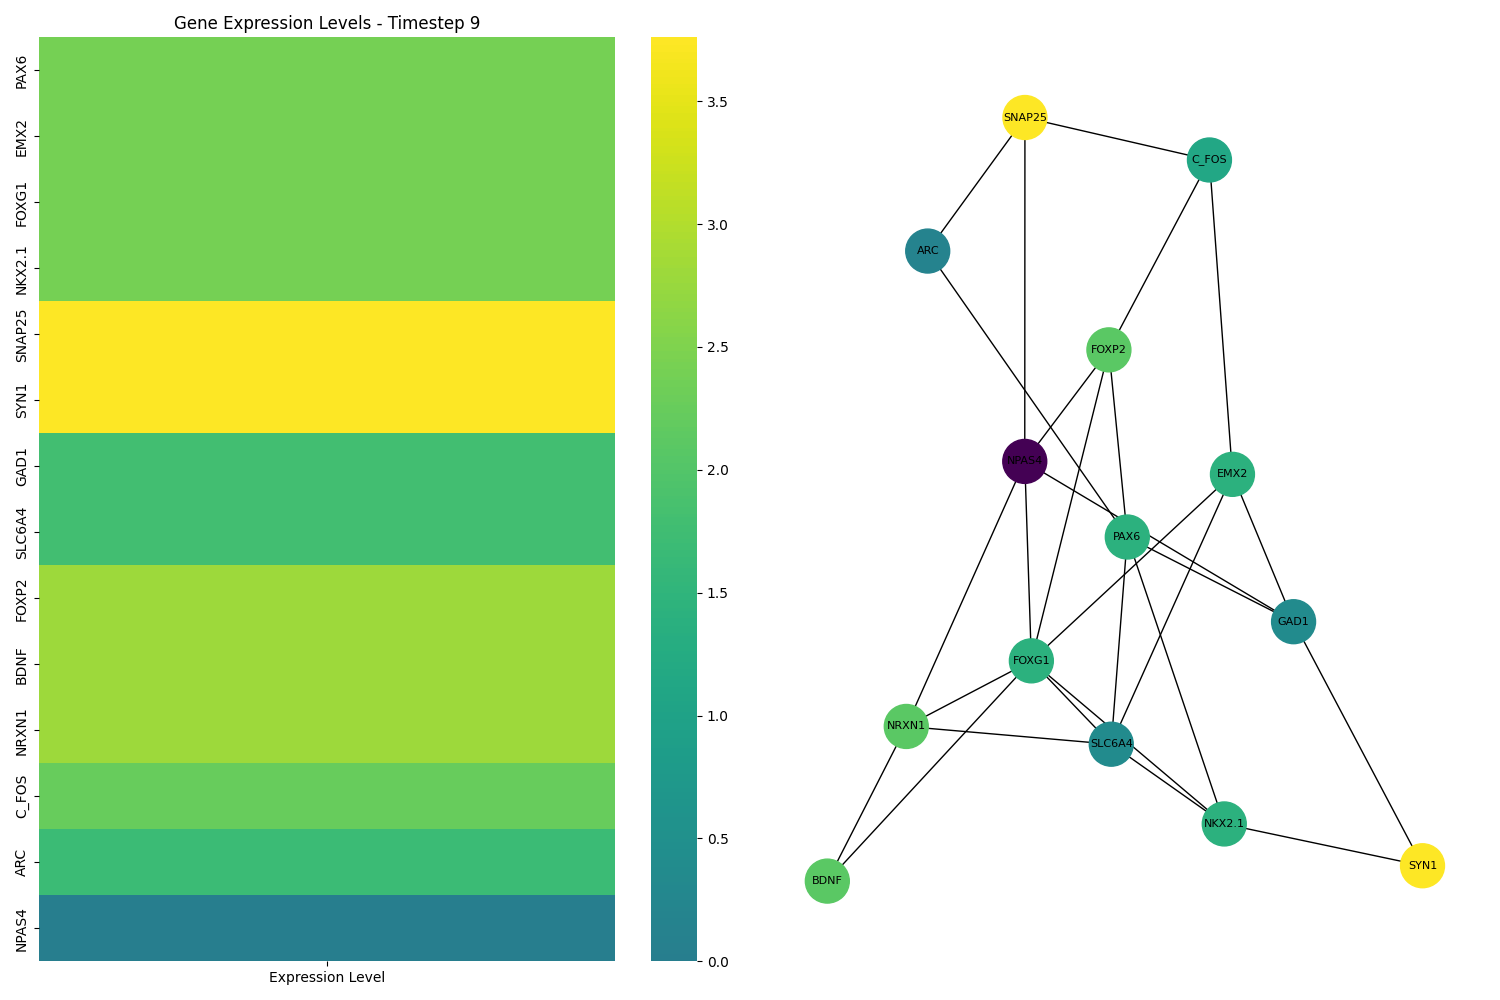 Gene Expression Levels - Timestep 9
PAX6
EMX2
FOXG1
NKX2.1
SNAP25
SYN1
GAD1
SLC6A4
FOXP2
BDNF
NRXN1
C_FOS
ARC
NPAS4
Expression Level
3.5
3.0
2.5
2.0
1.5
1.0
0.5
0.0
SNAP25
C_FOS
ARC
FOXP2
NPAS4
EMX2
PAX6
GAD1
FOXG1
NRXN1
SLC6A4
NKX2.1
SYN1
BDNF